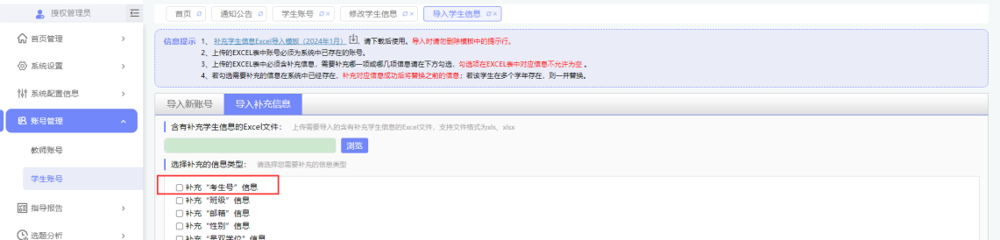 授权管理员
首页
通知公告
学生账号
修改学生信息
导入学生信息
首页管理
系统设置
系统配置信息
账号管理
教师账号
学生账号
指导报告
选题分析
信息提示 1、 补充学生信息Excel导入模板（2024年1月） ，请下载后使用。导入时请勿删除模板中的提示行。
2、上传的EXCEL表中账号必须为系统中已存在的账号。
3、上传的EXCEL表中必须含补充信息，需要补充哪一项或哪几项信息请在下方勾选，勾选项在EXCEL表中对应信息不允许为空 。
4、若勾选需要补充的信息在系统中已经存在，补充对应信息成功后将替换之前的信息；若该学生在多个学年存在，则一并替换。
导入新账号 导入补充信息
含有补充学生信息的Excel文件： 上传需要导入的含有补充学生信息的Excel文件，支持文件格式为xls、xlsx
浏览
选择补充的信息类型： 请选择您需要补充的信息类型
补充“考生号”信息
补充“班级”信息
补充“邮箱”信息
补充“性别”信息
补充“是双学位”信息